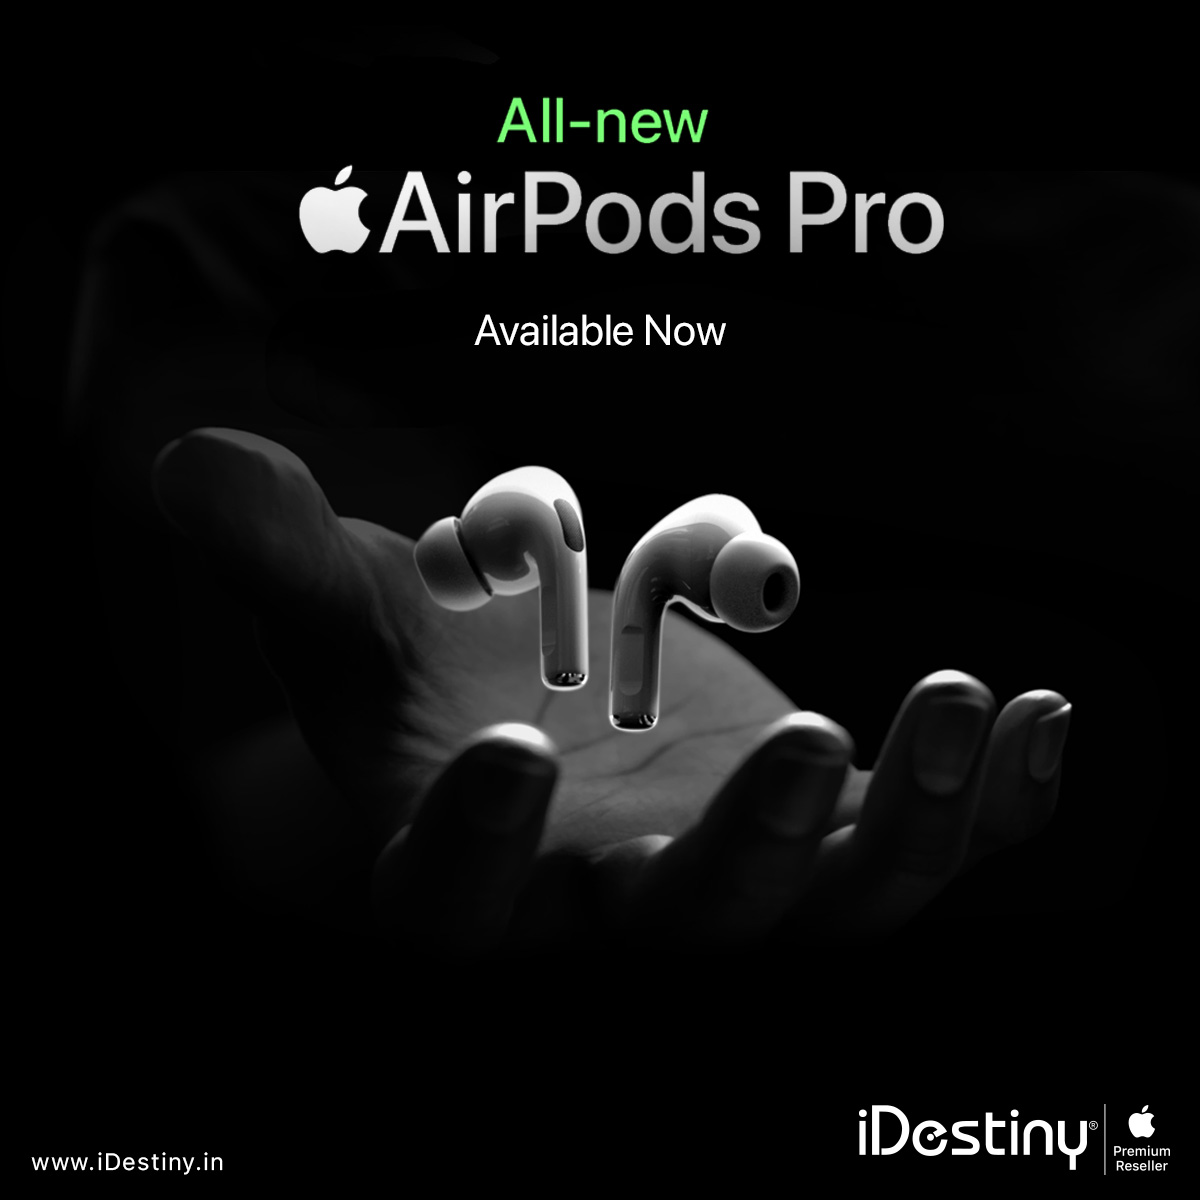 All-new
AirPods Pro
Available Now
www.iDestiny.in
iDestiny®
Premium
Reseller